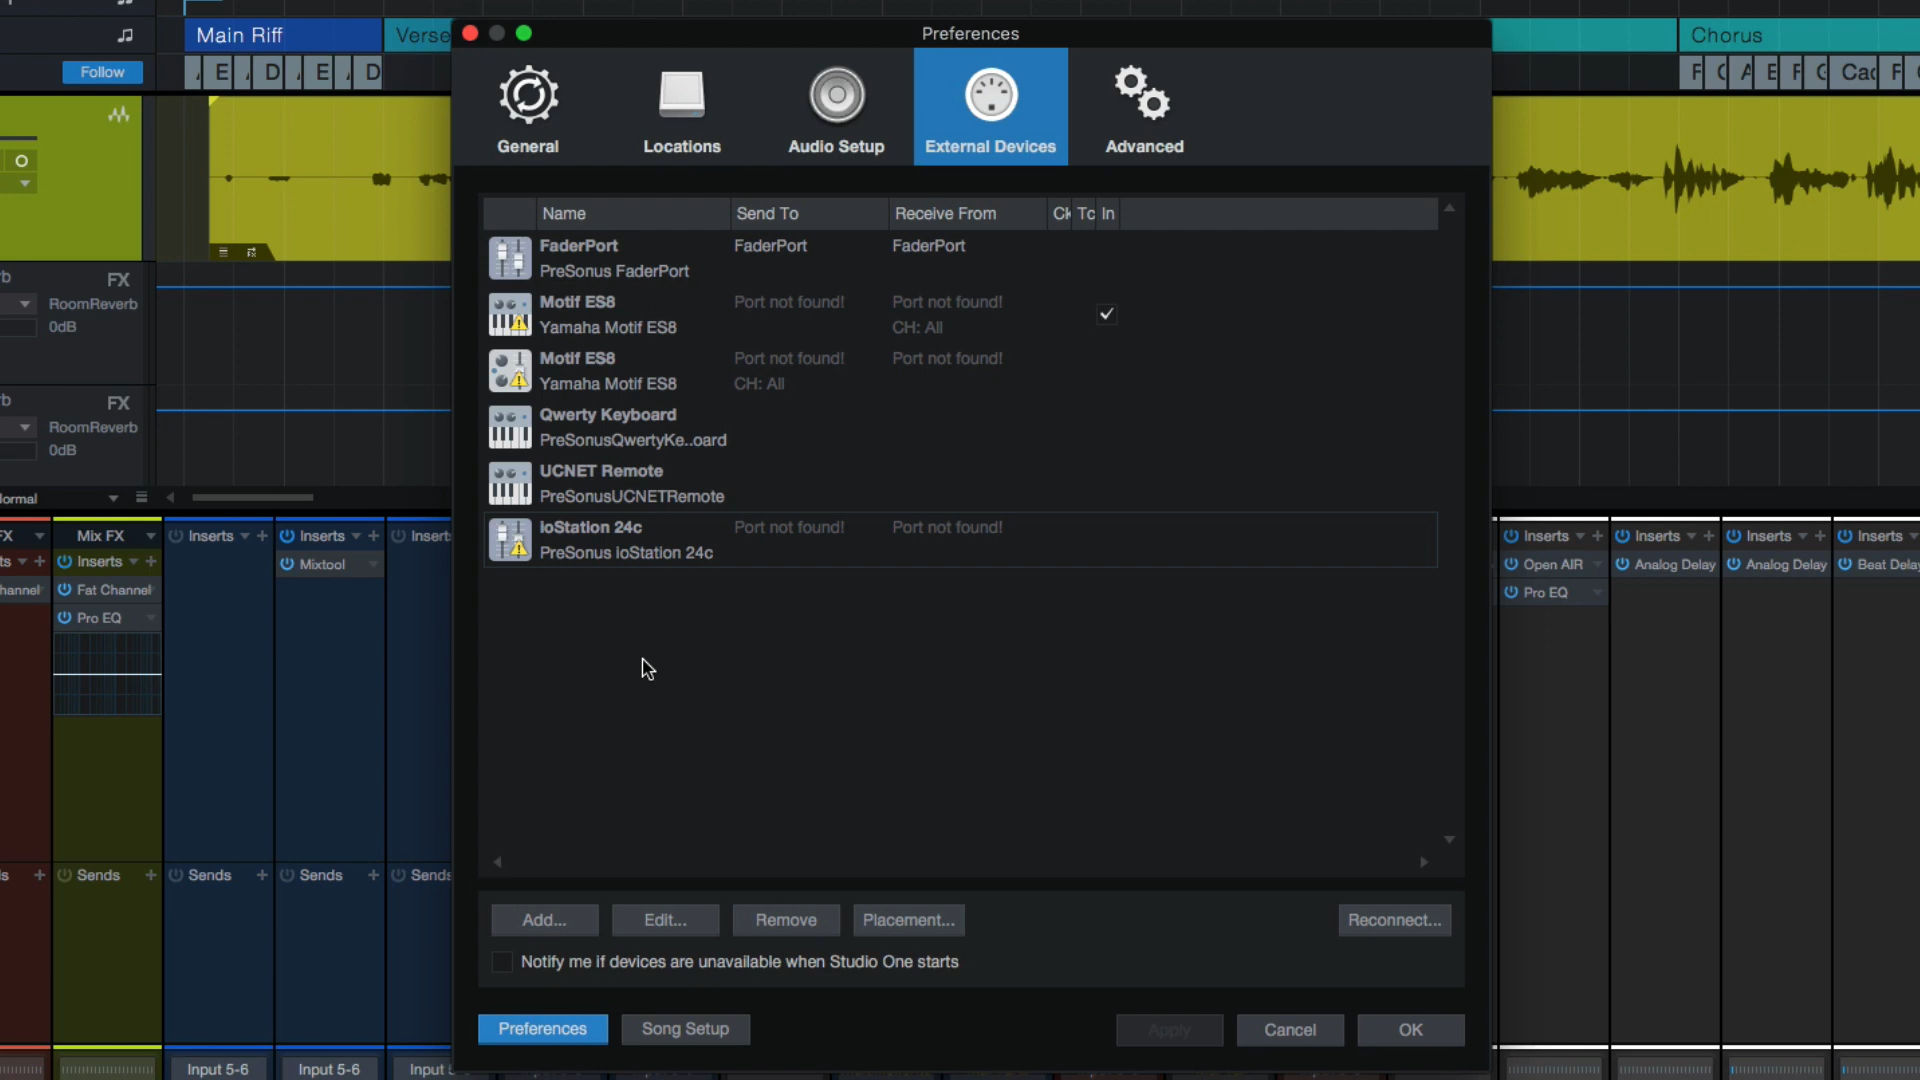 Main Riff
Verse
Preferences
Chorus
Follow
E
D
E
D
F
A
E
F
F
General
Locations
Audio Setup
External Devices
Advanced
Name
Send To
Receive From
In
FaderPort
FaderPort
FaderPort
PreSonus FaderPort
Motif ES8
Port not found!
Port not found!
Yamaha Motif ES8
CH: All
Motif ES8
Port not found!
Port not found!
Yamaha Motif ES8
CH: All
Qwerty Keyboard
PreSonusQwertyKe..oard
UCNET Remote
PreSonusUCNETRemote
ioStation 24c
Port not found!
Port not found!
PreSonus ioStation 24c
FX
RoomReverb
0dB
FX
RoomReverb
0dB
Mix FX
Inserts
Fat Channel
Pro EQ
Inserts
Inserts
Mixtool
Inserts
Open AIR
Pro EQ
Inserts
Analog Delay
Inserts
Analog Delay
Inserts
Beat Delay
Sends
Sends
Sends
Sends
Add...
Edit...
Remove
Placement...
Reconnect...
Notify me if devices are unavailable when Studio One starts
Preferences
Song Setup
Apply
Cancel
OK
Input 5-6
Input 5-6
Input